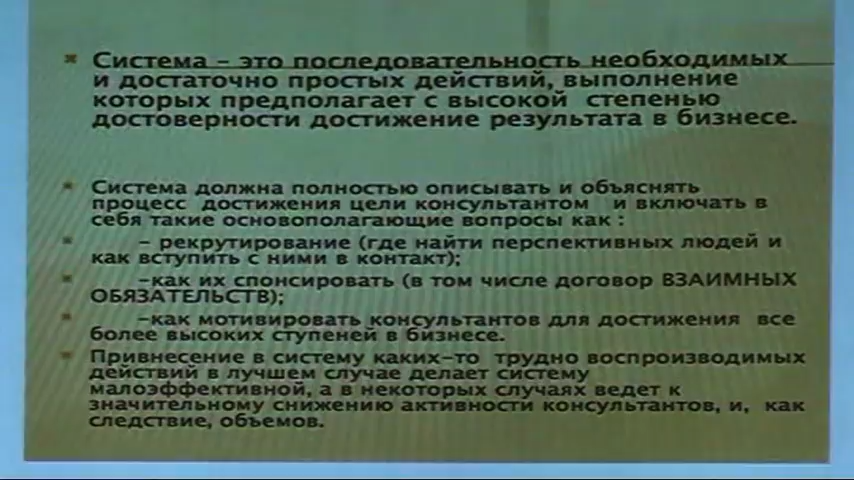 Система – это последовательность необходимых
и достаточно простых действий, выполнение
которых предполагает с высокой степенью
достоверности достижение результата в бизнесе.
Система должна полностью описывать и объяснять
процесс достижения цели консультантом и включать в
себя такие основополагающие вопросы как :
– рекрутирование (где найти перспективных людей и
как вступить с ними в контакт);
–как их спонсировать (в том числе договор ВЗАИМНЫХ
ОБЯЗАТЕЛЬСТВ);
–как мотивировать консультантов для достижения все
более высоких ступеней в бизнесе.
Привнесение в систему каких–то трудно воспроизводимых
действий в лучшем случае делает систему
малоэффективной, а в некоторых случаях ведет к
значительному снижению активности консультантов, и, как
следствие, объемов.